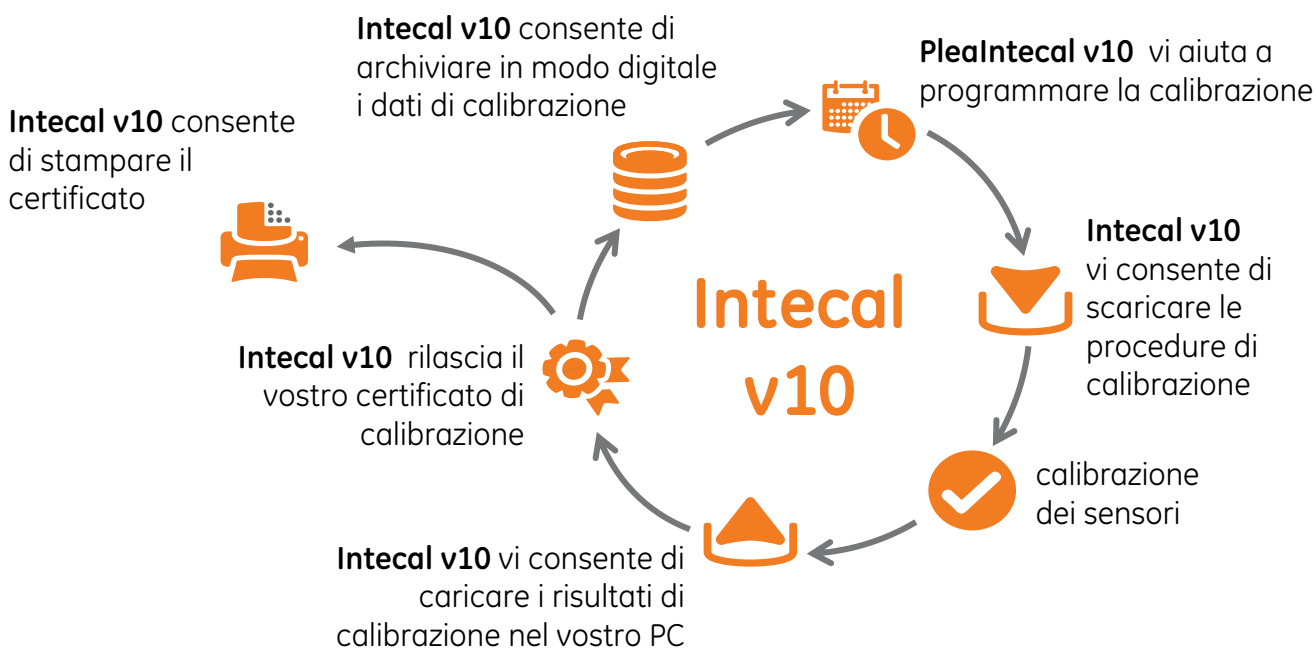 Intecal v10 consente di
archiviare in modo digitale
i dati di calibrazione
PleaIntecal v10 vi aiuta a
programmare la calibrazione
Intecal v10 consente
di stampare il
certificato
Intecal v10
vi consente di
scaricare le
procedure di
calibrazione
Intecal
v10
Intecal v10 rilascia il
vostro certificato di
calibrazione
calibrazione
dei sensori
Intecal v10 vi consente di
caricare i risultati di
calibrazione nel vostro PC